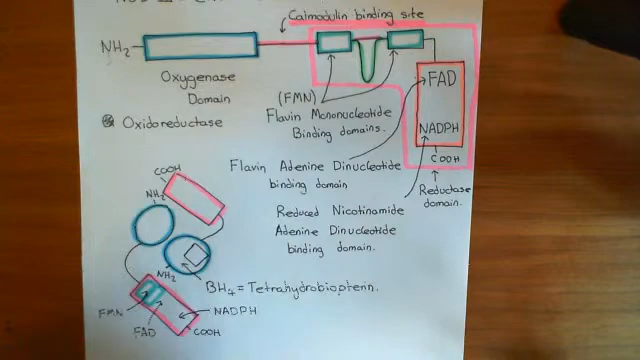 Calmodulin binding site
NH2
Oxygenase
Domain
(FMN)
Flavin Mononucleotide
Binding domains.
FAD
NADPH
COOH
Reductase
domain.
Oxidoreductase
Flavin Adenine Dinucleotide
binding domain
Reduced Nicotinamide
Adenine Dinucleotide
binding domain.
COOH
NH2
NH2
BH4 = Tetrahydrobiopterin.
FMN
FAD
NADPH
COOH